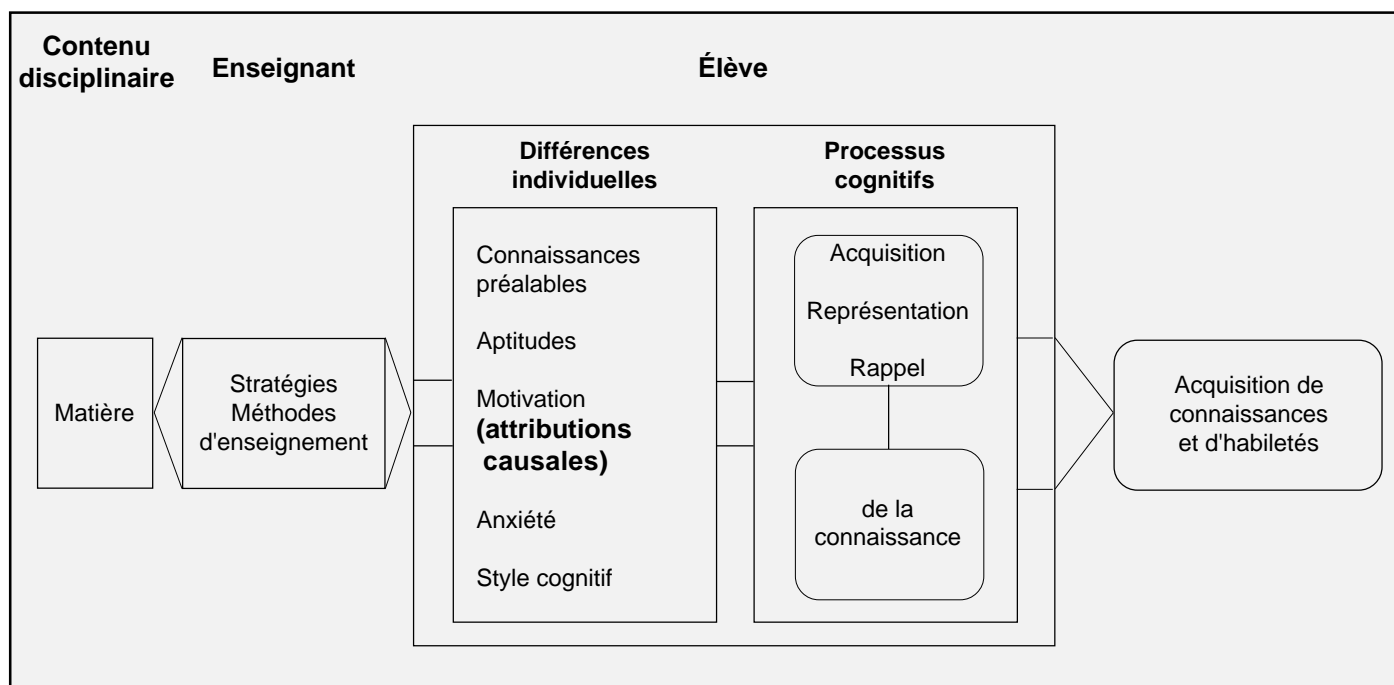 Contenu
disciplinaire
Enseignant
Élève
Différences
individuelles
Processus
cognitifs
Matière
Stratégies
Méthodes
d'enseignement
Connaissances
préalables
Aptitudes
Motivation
(attributions
causales)
Anxiété
Style cognitif
Acquisition
Représentation
Rappel
de la
connaissance
Acquisition de
connaissances
et d'habiletés